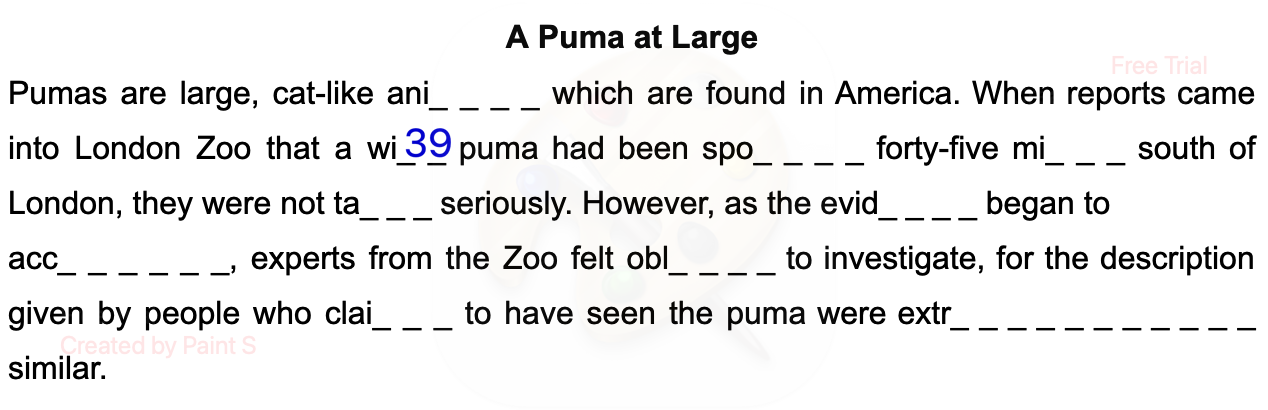 A Puma at Large
Free Trial
Pumas are large, cat-like ani_ _ _ _ which are found in America. When reports came
into London Zoo that a wi_39_ puma had been spo_ _ _ _ forty-five mi_ _ _ south of
London, they were not ta_ _ _ seriously. However, as the evid_ _ _ _ began to
acc_ _ _ _ _ _, experts from the Zoo felt obl_ _ _ _ to investigate, for the description
given by people who clai_ _ _ to have seen the puma were extr_ _ _ _ _ _ _ _ _ _ _
Created by Paint S
similar.